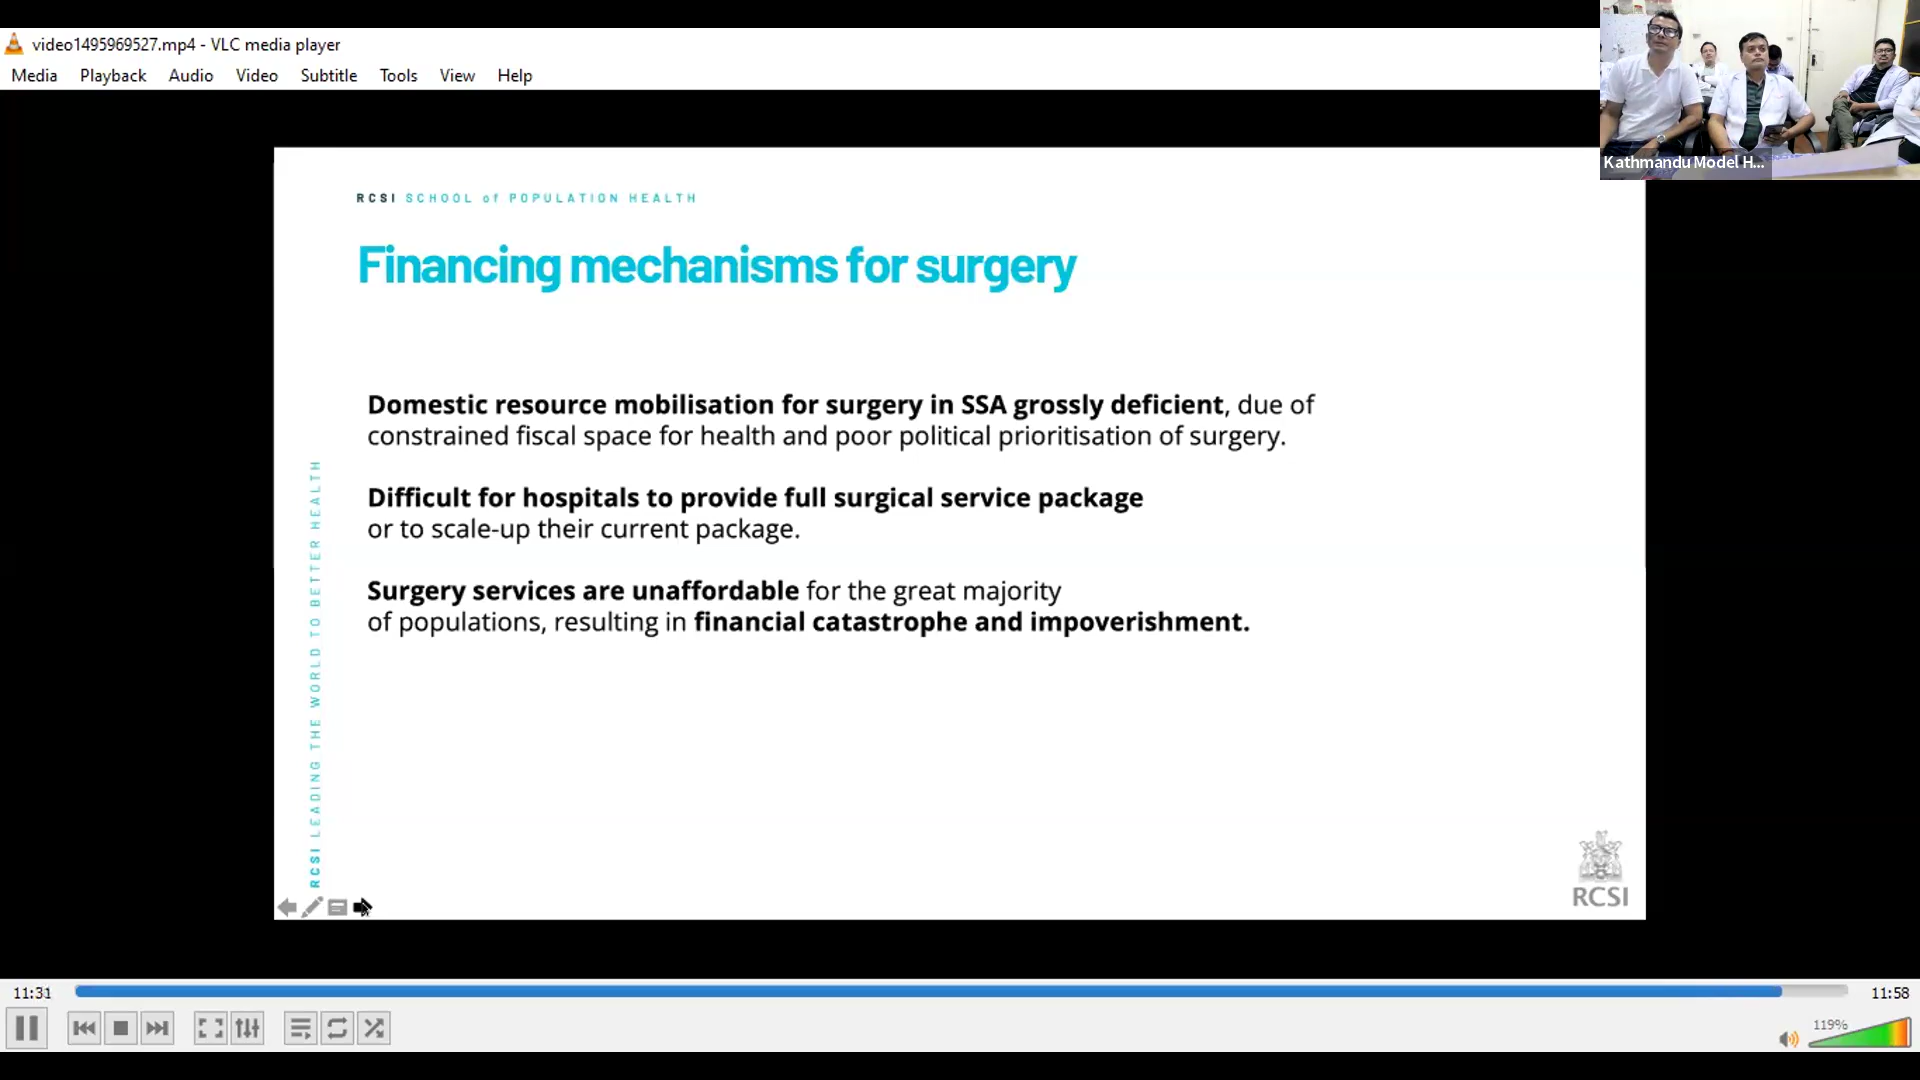 video1495969527.mp4 - VLC media player
Media Playback Audio Video Subtitle Tools View Help
Kathmandu Model H...
RCSI SCHOOL of POPULATION HEALTH
Financing mechanisms for surgery
Domestic resource mobilisation for surgery in SSA grossly deficient, due of
constrained fiscal space for health and poor political prioritisation of surgery.
Difficult for hospitals to provide full surgical service package
or to scale-up their current package.
Surgery services are unaffordable for the great majority
of populations, resulting in financial catastrophe and impoverishment.
RCSI LEADING THE WORLD TO BETTER HEALTH
RCSI
11:31
11:58
119%